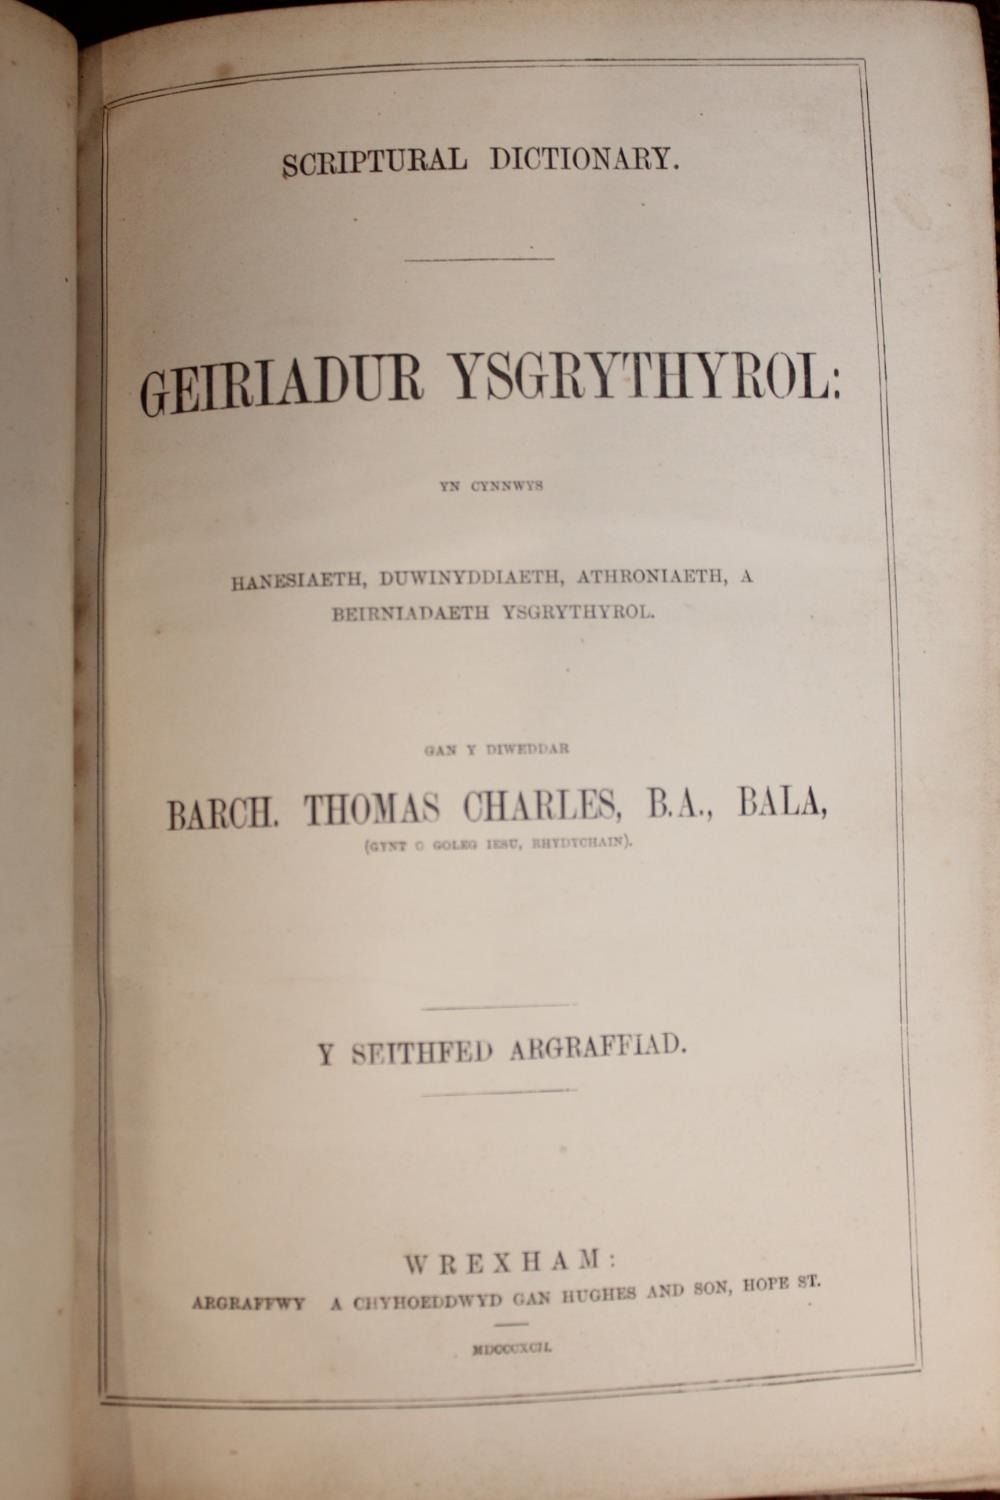 SCRIPTURAL DICTIONARY.
GEIRIADUR YSGRYTHYROL:
YN CYNNWYS
HANESIAETH, DUWINYDDIAETH, ATHRONIAETH, A
BEIRNIADAETH YSGRYTHYROL.
GAN Y DIWEDDAR
BARCH. THOMAS CHARLES, B.A., BALA,
(GYNT O GOLEG IESU, RHYDYCHAIN).
Y SEITHFED ARGRAFFIAD.
WREXHAM:
ARGRAFFWY A CHYHOEDDWYD GAN HUGHES AND SON, HOPE ST.
MDCCCXCII.